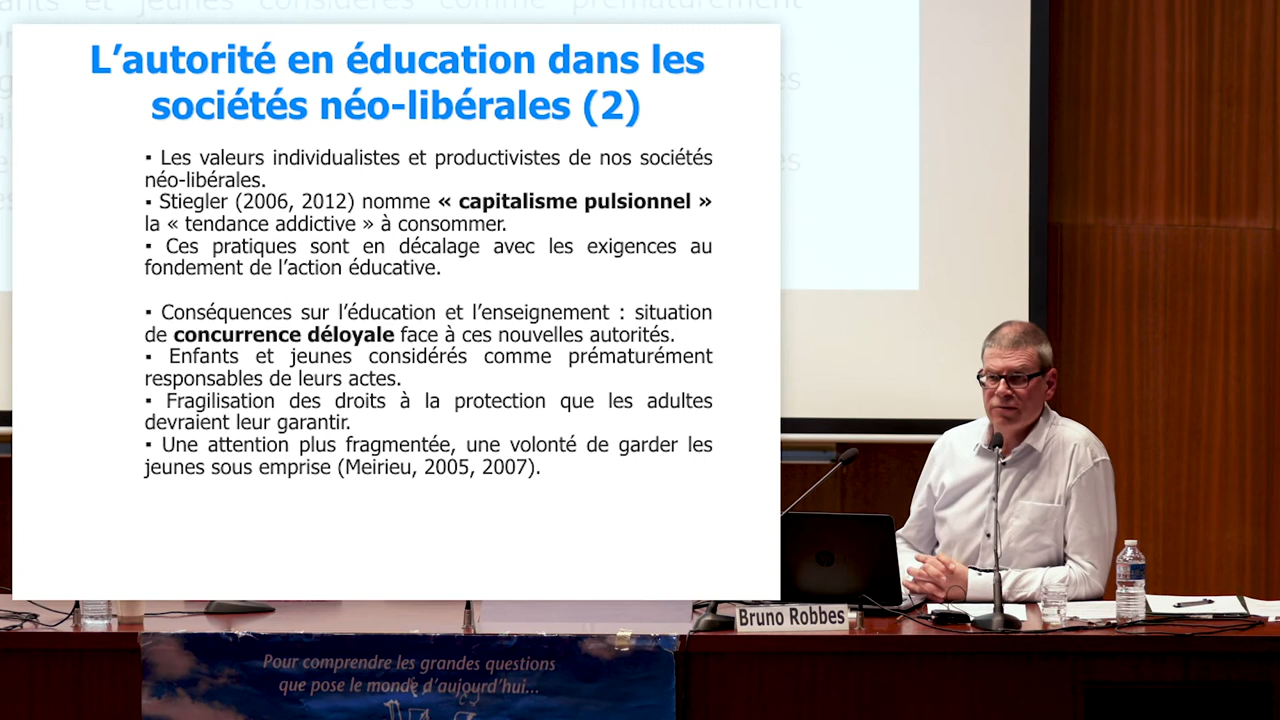 L'autorité en éducation dans les
sociétés néo-libérales (2)
▪ Les valeurs individualistes et productivistes de nos sociétés
néo-libérales.
▪ Stiegler (2006, 2012) nomme « capitalisme pulsionnel »
la « tendance addictive » à consommer.
▪ Ces pratiques sont en décalage avec les exigences au
fondement de l'action éducative.
▪ Conséquences sur l'éducation et l'enseignement : situation
de concurrence déloyale face à ces nouvelles autorités.
▪ Enfants et jeunes considérés comme prématurément
responsables de leurs actes.
▪ Fragilisation des droits à la protection que les adultes
devraient leur garantir.
▪ Une attention plus fragmentée, une volonté de garder les
jeunes sous emprise (Meirieu, 2005, 2007).
Bruno Robbes
Pour comprendre les grandes questions
que pose le monde d'aujourd'hui...